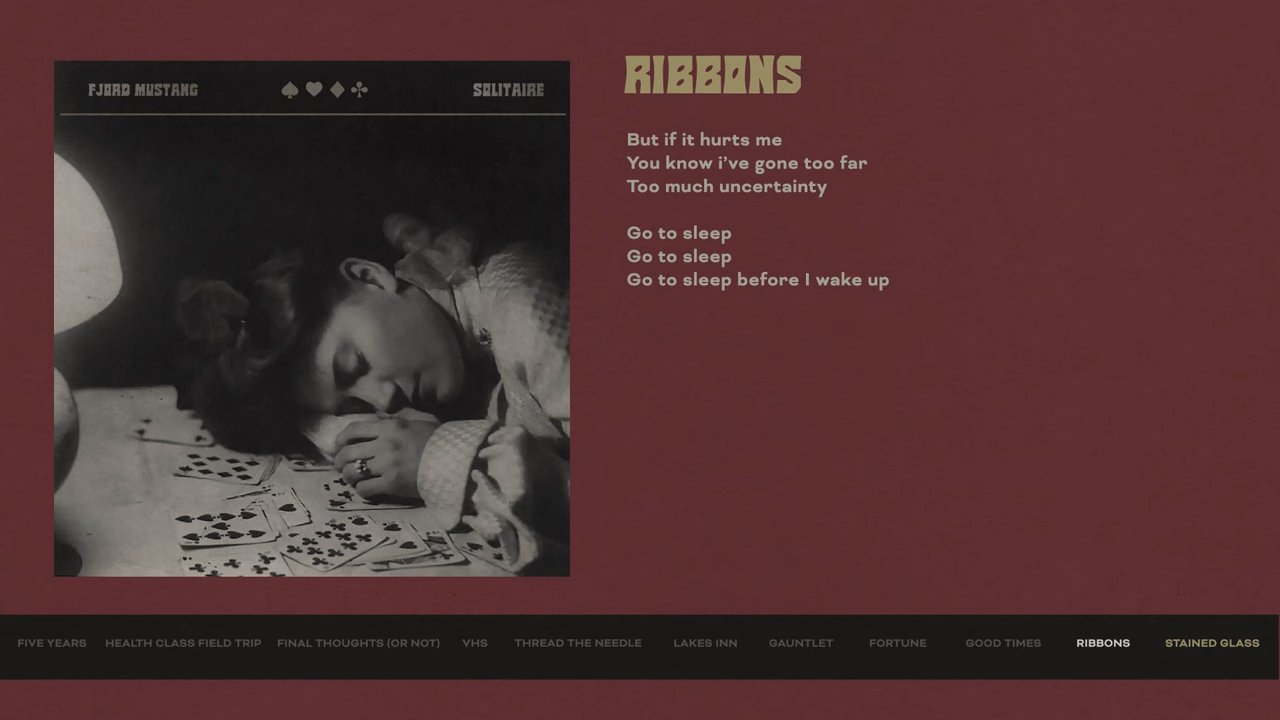 FJORD MUSTANG
SOLITAIRE
RIBBONS
But if it hurts me
You know i've gone too far
Too much uncertainty
Go to sleep
Go to sleep
Go to sleep before I wake up
FIVE YEARS HEALTH CLASS FIELD TRIP FINAL THOUGHTS (OR NOT) VHS THREAD THE NEEDLE LAKES INN GAUNTLET FORTUNE GOOD TIMES RIBBONS STAINED GLASS